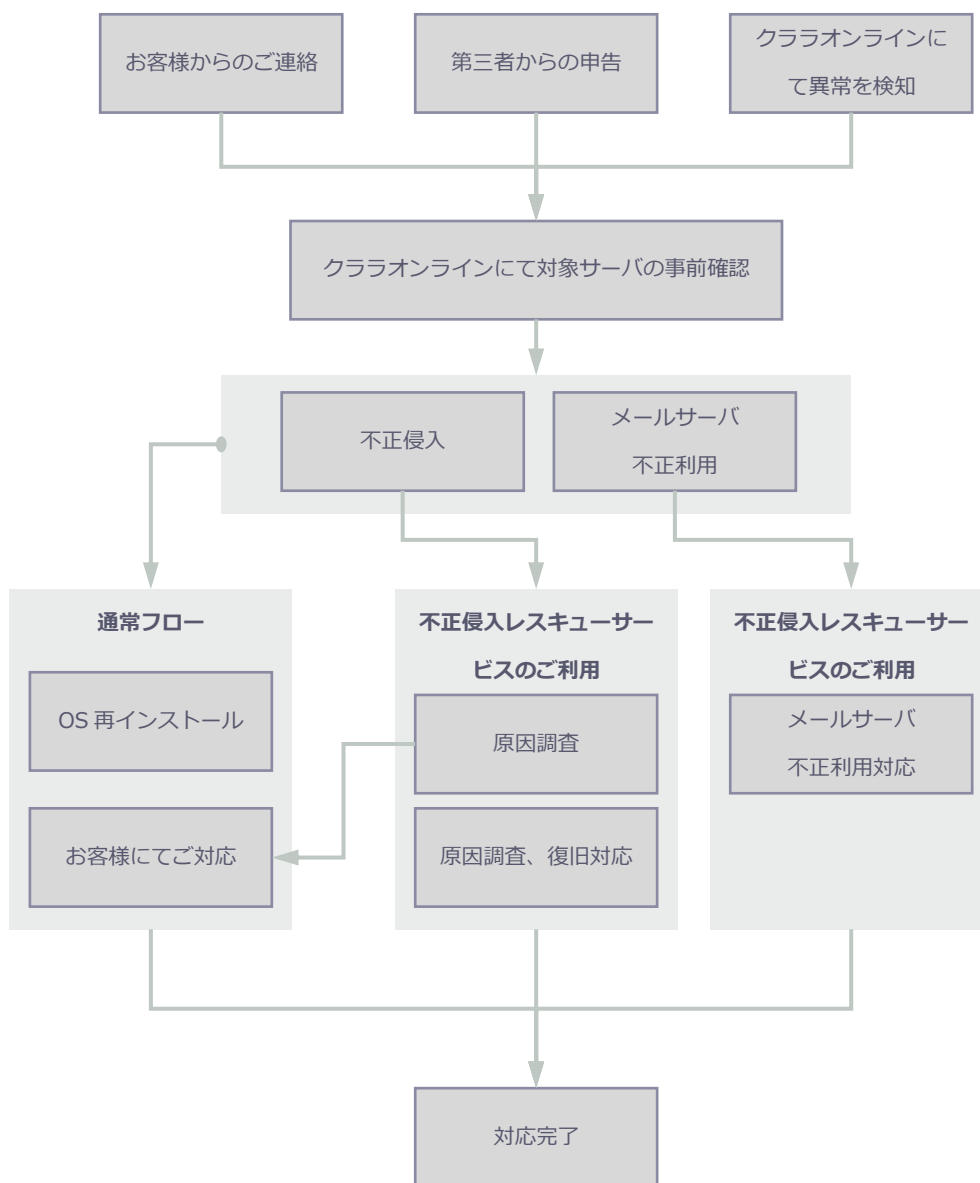 お客様からのご連絡
第三者からの申告
クララオンラインに
て異常を検知
クララオンラインにて対象サーバの事前確認
不正侵入
メールサーバ
不正利用
通常フロー
OS 再インストール
お客様にてご対応
不正侵入レスキューサー
ビスのご利用
原因調査
原因調査、復旧対応
不正侵入レスキューサー
ビスのご利用
メールサーバ
不正利用対応
対応完了